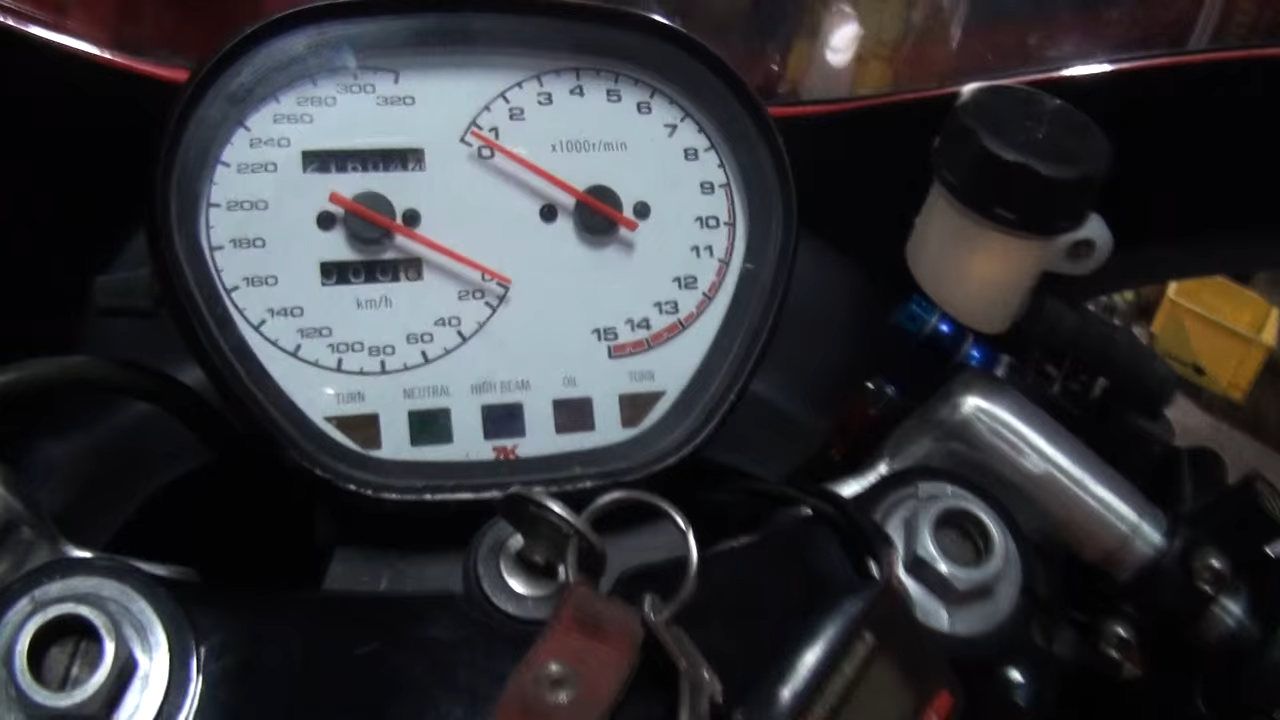 300
280 320
260
240
220
200
180
160
140
120
100 80 60 40 20 0
km/h
0 1 2 3 4 5 6 7 8 9 10 11 12 13 14 15
x1000r/min
TURN NEUTRAL HIGH BEAM OIL TURN